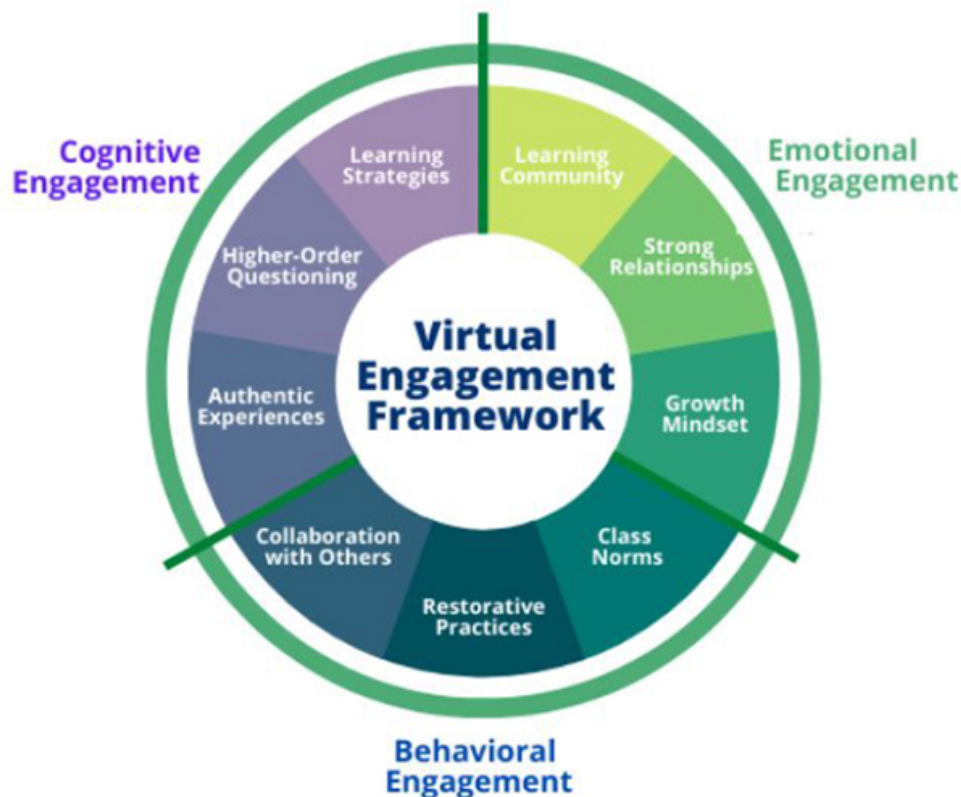 Cognitive
Engagement
Emotional
Engagement
Learning
Strategies
Learning
Community
Higher-Order
Questioning
Strong
Relationships
Virtual
Engagement
Framework
Authentic
Experiences
Growth
Mindset
Collaboration
with Others
Class
Norms
Restorative
Practices
Behavioral
Engagement